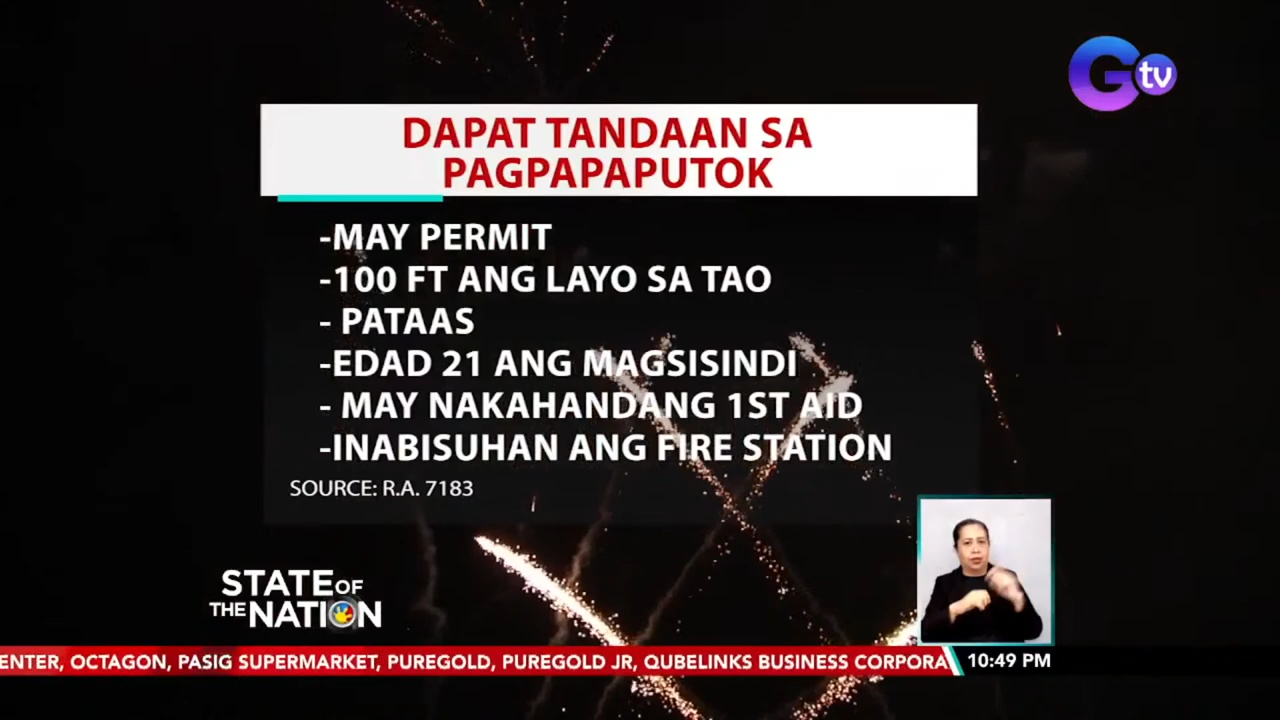 Gtv
DAPAT TANDAAN SA
PAGPAPAPUTOK
-MAY PERMIT
-100 FT ANG LAYO SA TAO
- PATAAS
-EDAD 21 ANG MAGSISINDI
- MAY NAKAHANDANG 1ST AID
-INABISUHAN ANG FIRE STATION
SOURCE: R.A. 7183
STATE OF
THE NATION
ENTER, OCTAGON, PASIG SUPERMARKET, PUREGOLD, PUREGOLD JR, QUBELINKS BUSINESS CORPORA
10:49 PM